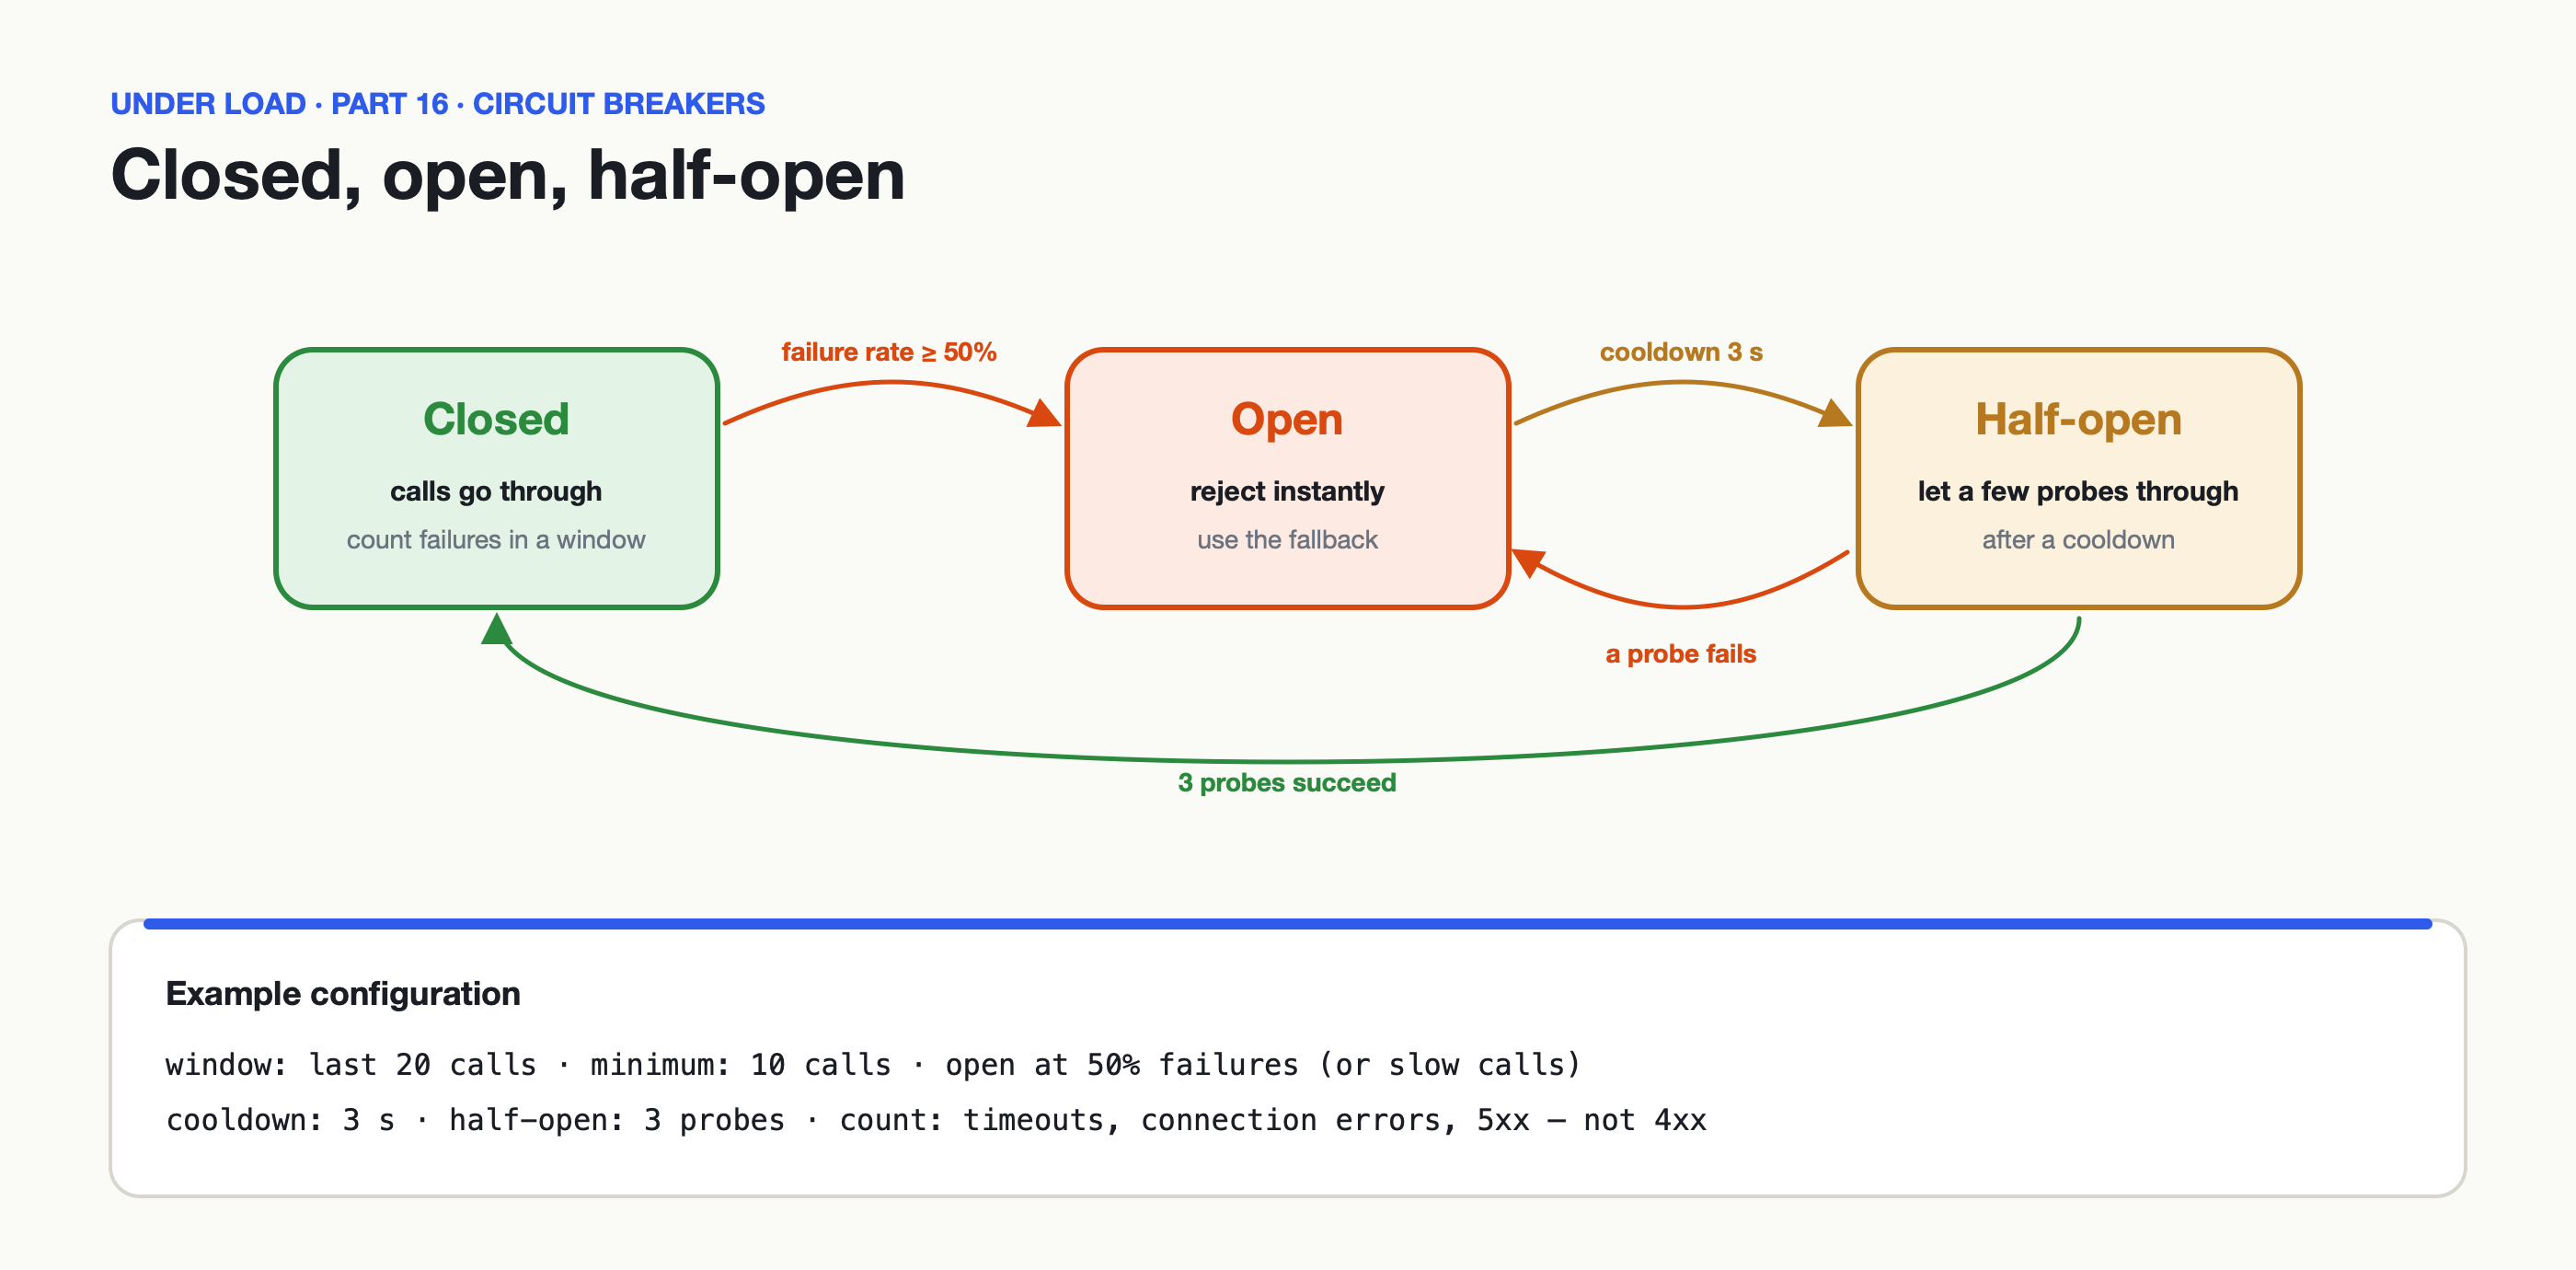 UNDER LOAD · PART 16 · CIRCUIT BREAKERS
Closed, open, half-open
failure rate ≥ 50%
cooldown 3 s
Closed
calls go through
count failures in a window
Open
reject instantly
use the fallback
Half-open
let a few probes through
after a cooldown
a probe fails
3 probes succeed
Example configuration
window: last 20 calls · minimum: 10 calls · open at 50% failures (or slow calls)
cooldown: 3 s · half-open: 3 probes · count: timeouts, connection errors, 5xx — not 4xx